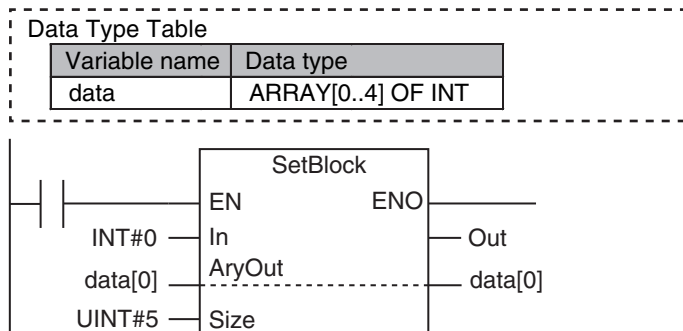 Data Type Table
Variable name Data type
data ARRAY[0..4] OF INT
SetBlock
EN ENO
INT#0 In Out
data[0] AryOut data[0]
UINT#5 Size